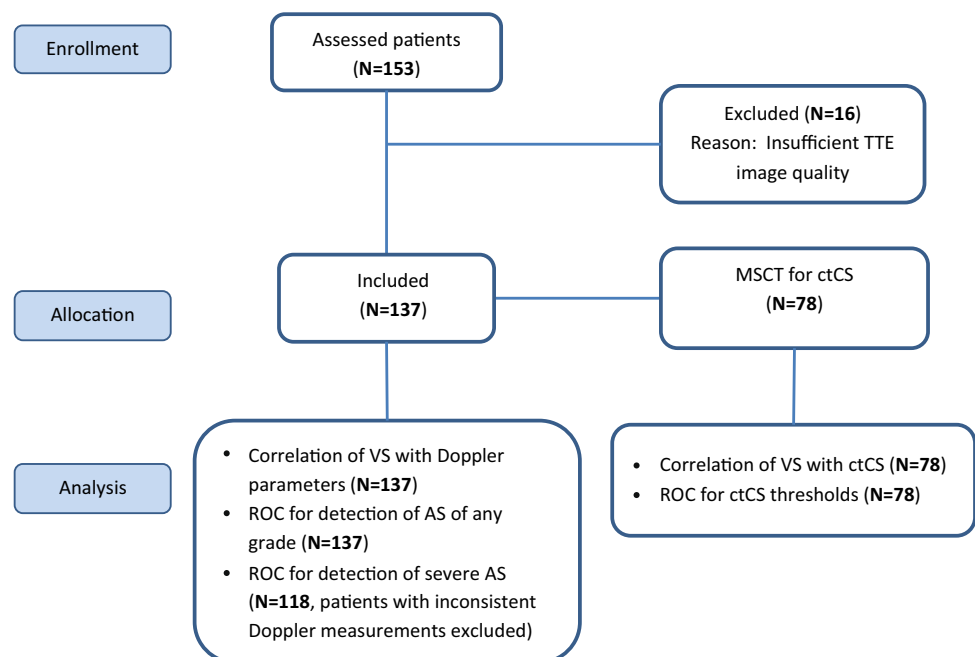 Enrollment
Assessed patients
(N=153)
Excluded (N=16)
Reason:  Insufficient TTE
image quality
Allocation
Included
(N=137)
MSCT for ctCS
(N=78)
Analysis
• Correlation of VS with Doppler
parameters (N=137)
• ROC for detection of AS of any
grade (N=137)
• ROC for detection of severe AS
(N=118, patients with inconsistent
Doppler measurements excluded)
• Correlation of VS with ctCS (N=78)
• ROC for ctCS thresholds (N=78)